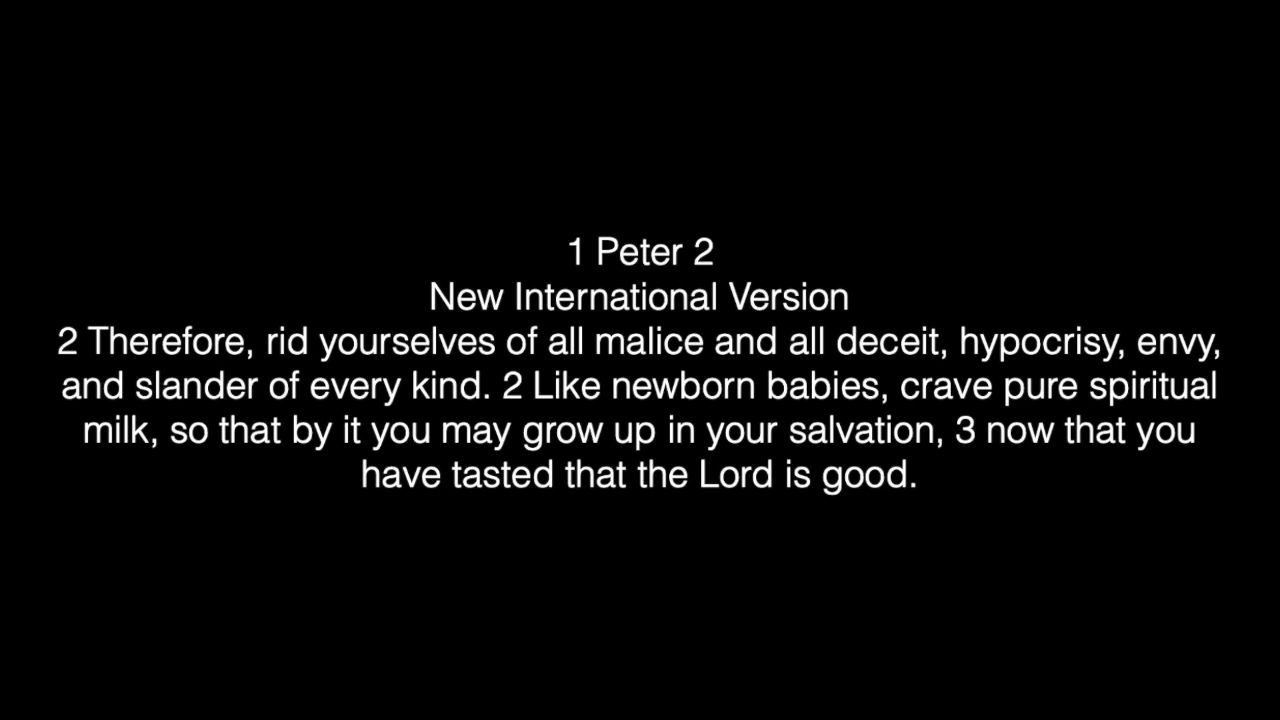 1 Peter 2
New International Version
2 Therefore, rid yourselves of all malice and all deceit, hypocrisy, envy,
and slander of every kind. 2 Like newborn babies, crave pure spiritual
milk, so that by it you may grow up in your salvation, 3 now that you
have tasted that the Lord is good.